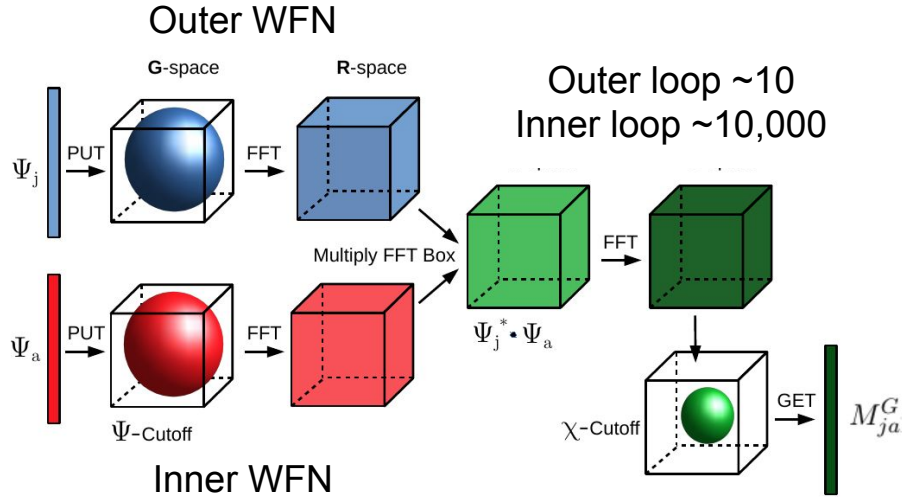 Outer WFN
G-space
R-space
Outer loop ~10
Inner loop ~10,000
Ψj
PUT
FFT
Multiply FFT Box
FFT
Ψj* · Ψa
Ψa
PUT
FFT
Ψ-Cutoff
χ-Cutoff
GET
M^G_ja
Inner WFN